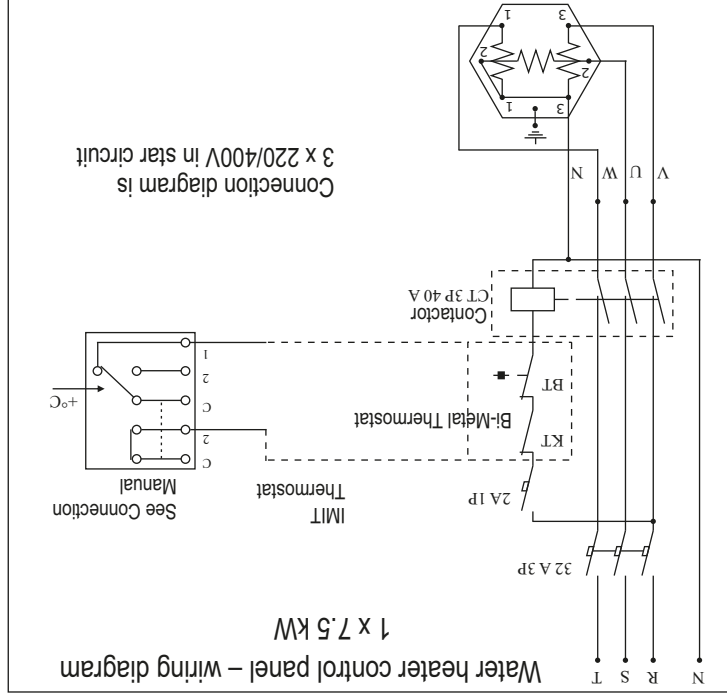 Water heater control panel – wiring diagram
1 x 7.5 kW
N R S T
32 A 3P
2A 1P
IMIT
Thermostat
See Connection
Manual
KT
Bi-Metal Thermostat
BT
C
2
C
2
1
+°C
Contactor
CT 3P 40 A
V U W N
Connection diagram is
3 x 220/400V in star circuit
3 1
2 2
3 1